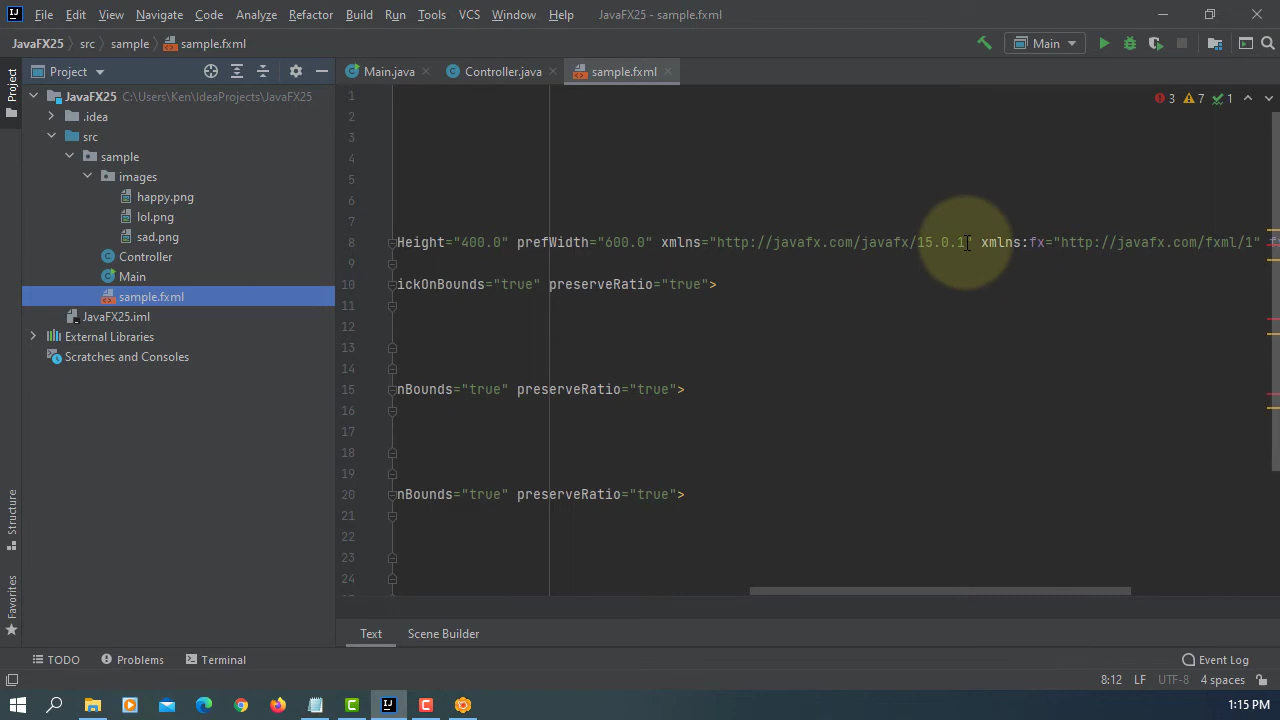 File Edit View Navigate Code Analyze Refactor Build Run Tools VCS Window Help JavaFX25 - sample.fxml
JavaFX25 src sample sample.fxml Main
Project Main.java Controller.java sample.fxml
Project
JavaFX25 C:\Users\Ken\IdeaProjects\JavaFX25
.idea
src
sample
images
happy.png
lol.png
sad.png
Controller
Main
sample.fxml
JavaFX25.iml
External Libraries
Scratches and Consoles
Structure
Favorites
3 7 1
1
2
3
4
5
6
7
8 Height="400.0" prefWidth="600.0" xmlns="http://javafx.com/javafx/15.0.1" xmlns:fx="http://javafx.com/fxml/1"
9
10 ickOnBounds="true" preserveRatio="true">
11
12
13
14
15 nBounds="true" preserveRatio="true">
16
17
18
19
20 nBounds="true" preserveRatio="true">
21
22
23
24
Text Scene Builder
TODO Problems Terminal Event Log
8:12 LF UTF-8 4 spaces
1:15 PM